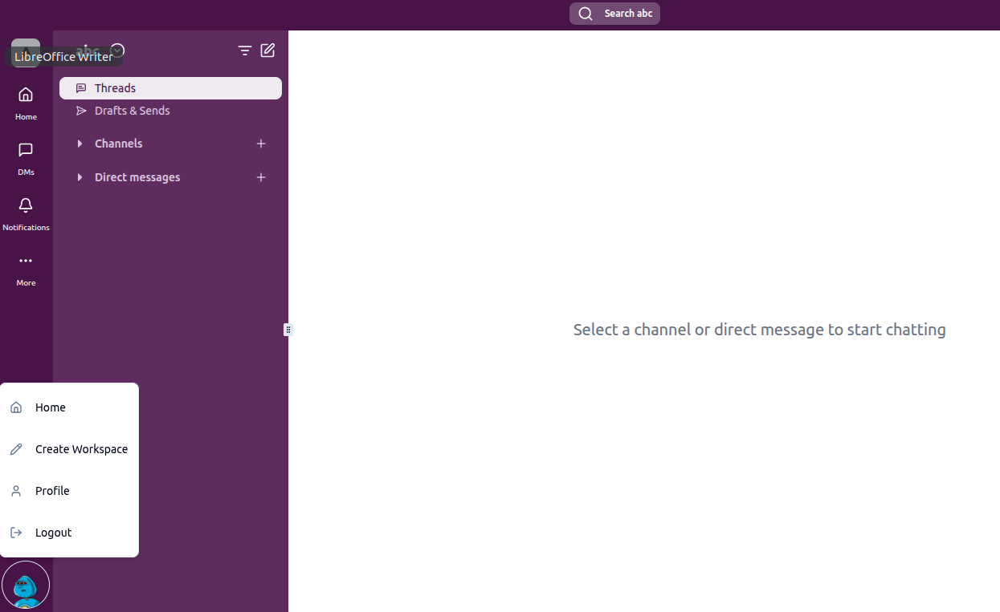 Search abc
abc
LibreOffice Writer
Threads
Home
Drafts & Sends
Channels
DMs
Direct messages
Notifications
More
Select a channel or direct message to start chatting
Home
Create Workspace
Profile
Logout